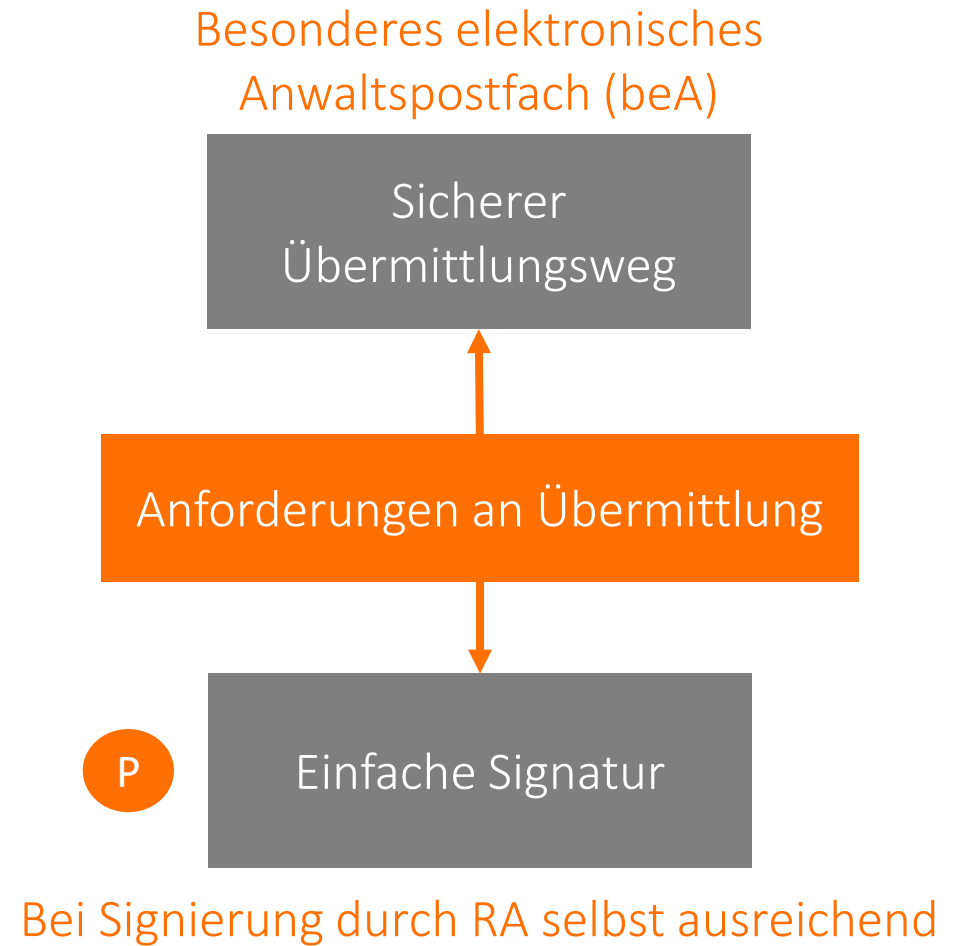 Besonderes elektronisches
Anwaltspostfach (beA)
Sicherer
Übermittlungsweg
Anforderungen an Übermittlung
P
Einfache Signatur
Bei Signierung durch RA selbst ausreichend